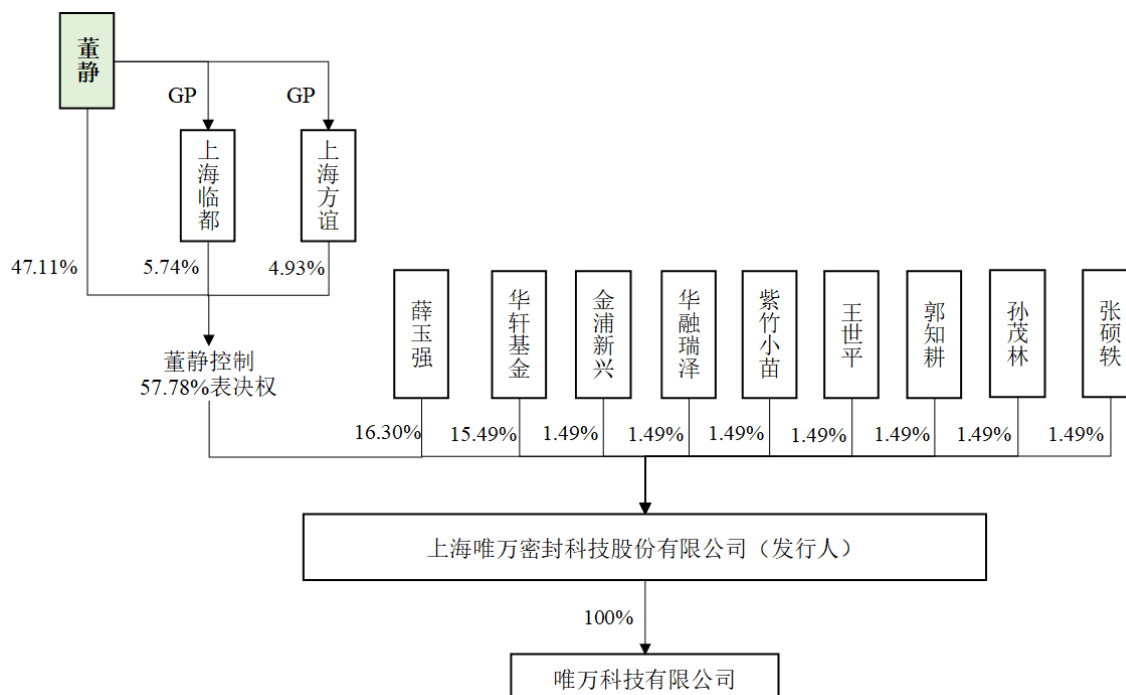 董静
GP
GP
上海临都
上海方谊
47.11%
5.74%
4.93%
董静控制
57.78%表决权
薛玉强
华轩基金
金浦新兴
华融瑞泽
紫竹小苗
王世平
郭知耕
孙茂林
张硕轶
16.30%
15.49%
1.49%
1.49%
1.49%
1.49%
1.49%
1.49%
1.49%
上海唯万密封科技股份有限公司（发行人）
100%
唯万科技有限公司